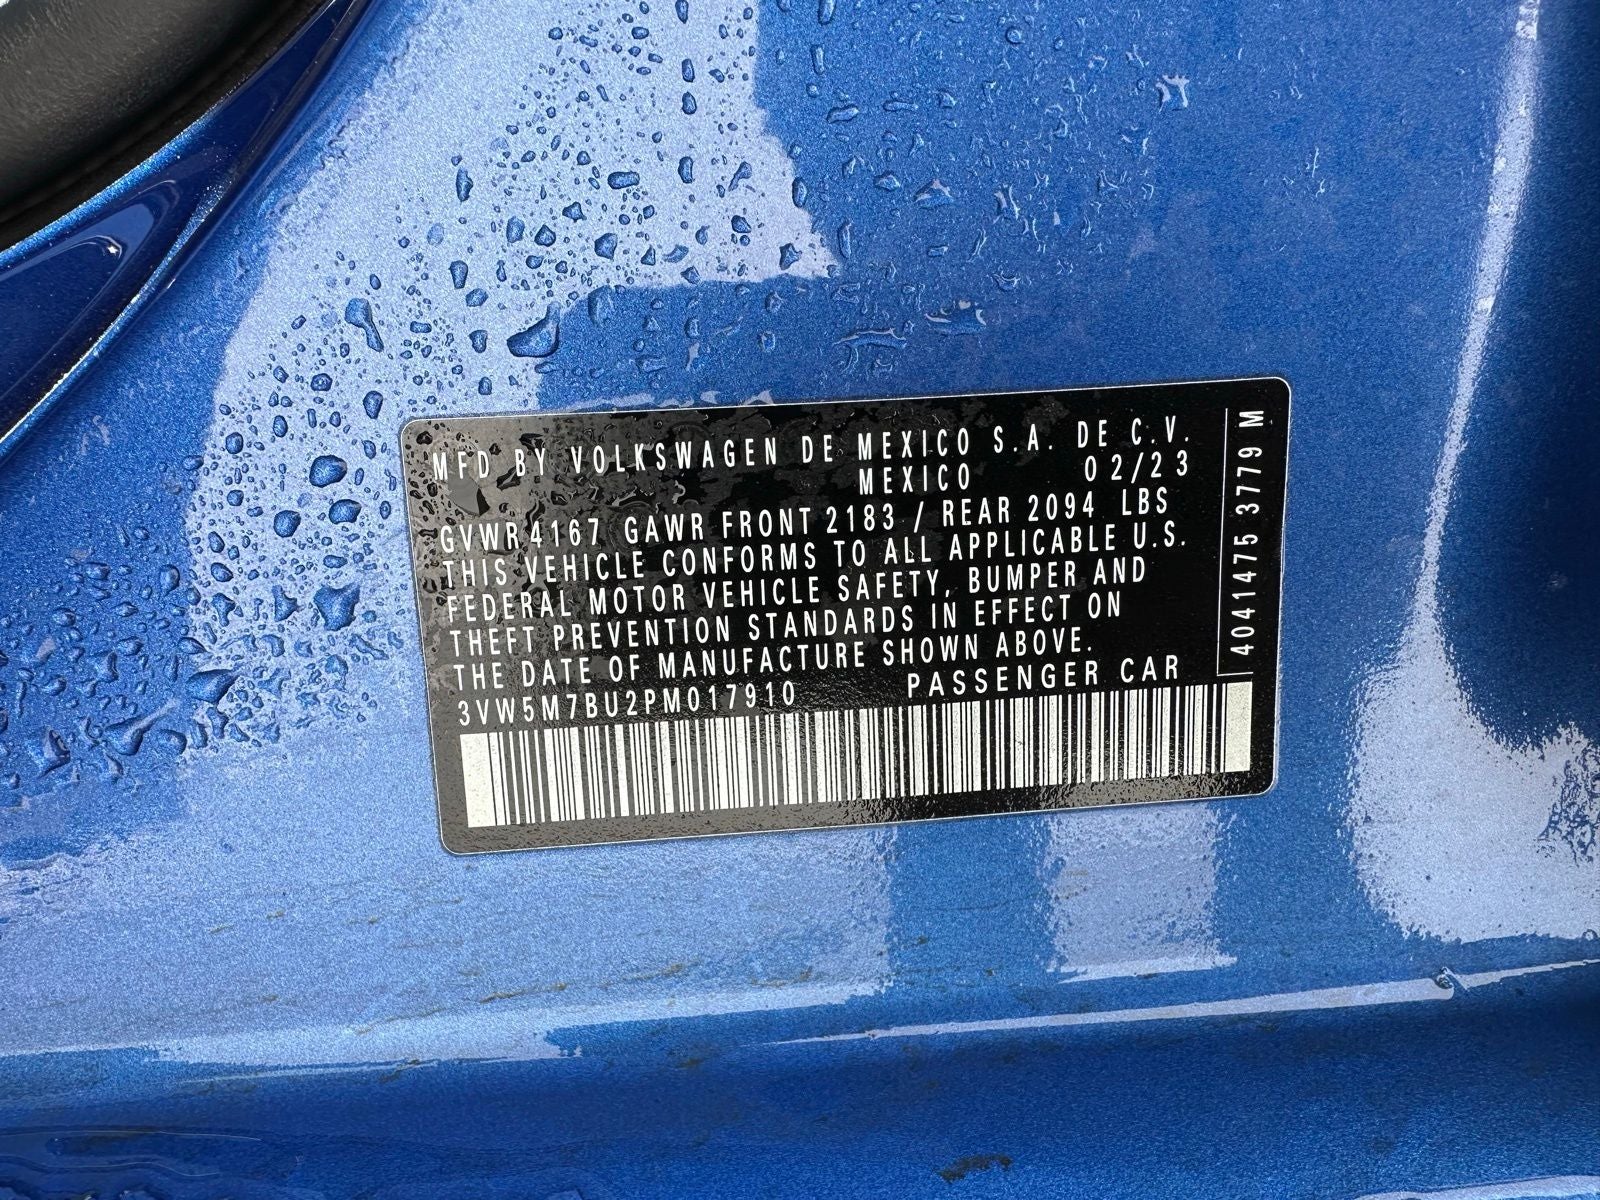 MFD BY VOLKSWAGEN DE MEXICO S.A. DE C.V.
MEXICO 02/23
GVWR 4167 GAWR FRONT 2183 / REAR 2094 LBS
THIS VEHICLE CONFORMS TO ALL APPLICABLE U.S.
FEDERAL MOTOR VEHICLE SAFETY, BUMPER AND
THEFT PREVENTION STANDARDS IN EFFECT ON
THE DATE OF MANUFACTURE SHOWN ABOVE.
3VW5M7BU2PM017910 PASSENGER CAR
4041475 3779 M